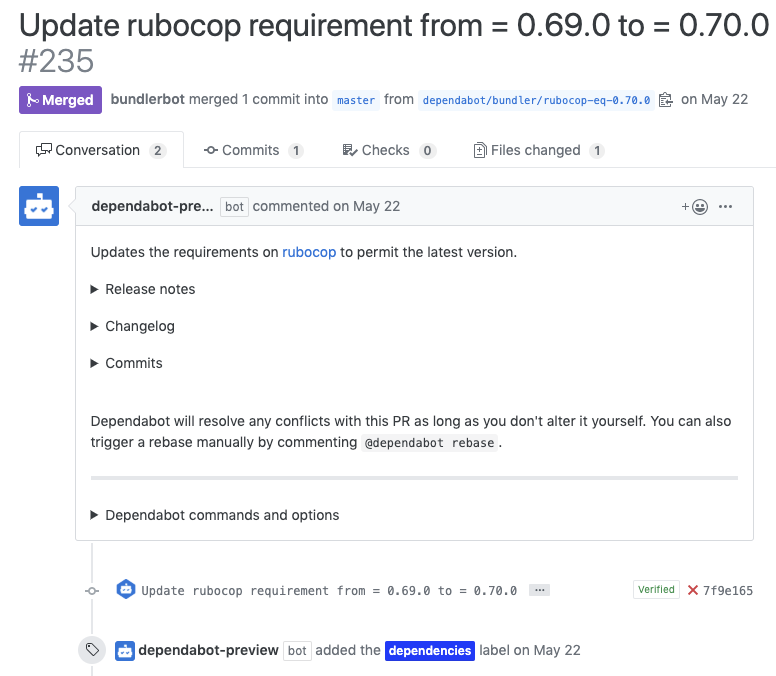 Update rubocop requirement from = 0.69.0 to = 0.70.0
#235
Merged bundlerbot merged 1 commit into master from dependabot/bundler/rubocop-eq-0.70.0 on May 22
Conversation 2 Commits 1 Checks 0 Files changed 1
dependabot-pre... bot commented on May 22 + ...
Updates the requirements on rubocop to permit the latest version.
Release notes
Changelog
Commits
Dependabot will resolve any conflicts with this PR as long as you don't alter it yourself. You can also
trigger a rebase manually by commenting @dependabot rebase.
Dependabot commands and options
Update rubocop requirement from = 0.69.0 to = 0.70.0 ... Verified 7f9e165
dependabot-preview bot added the dependencies label on May 22